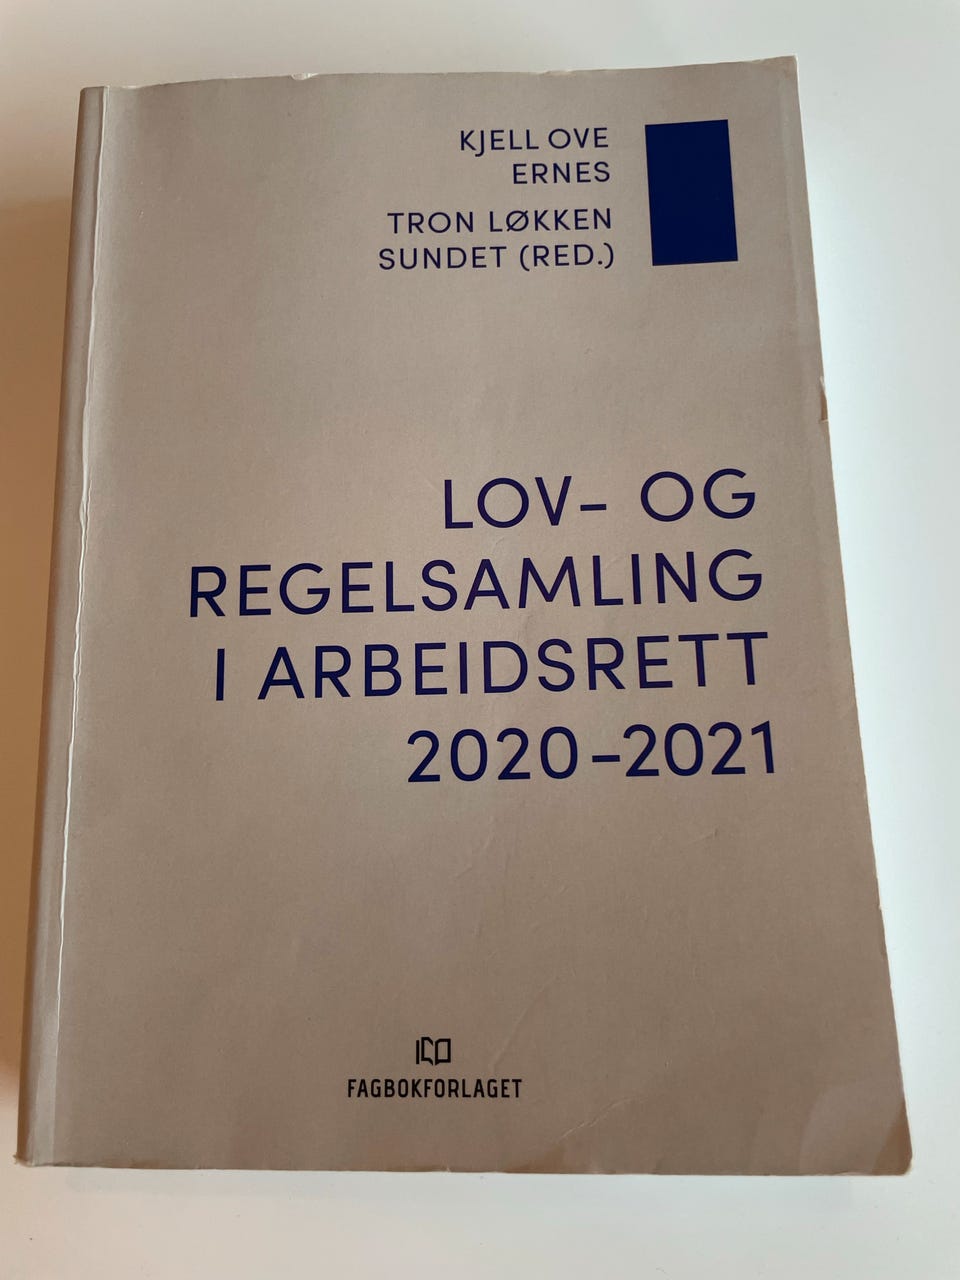 KJELL OVE
ERNES
TRON LØKKEN
SUNDET (RED.)
LOV- OG
REGELSAMLING
I ARBEIDSRETT
2020-2021
FAGBOKFORLAGET